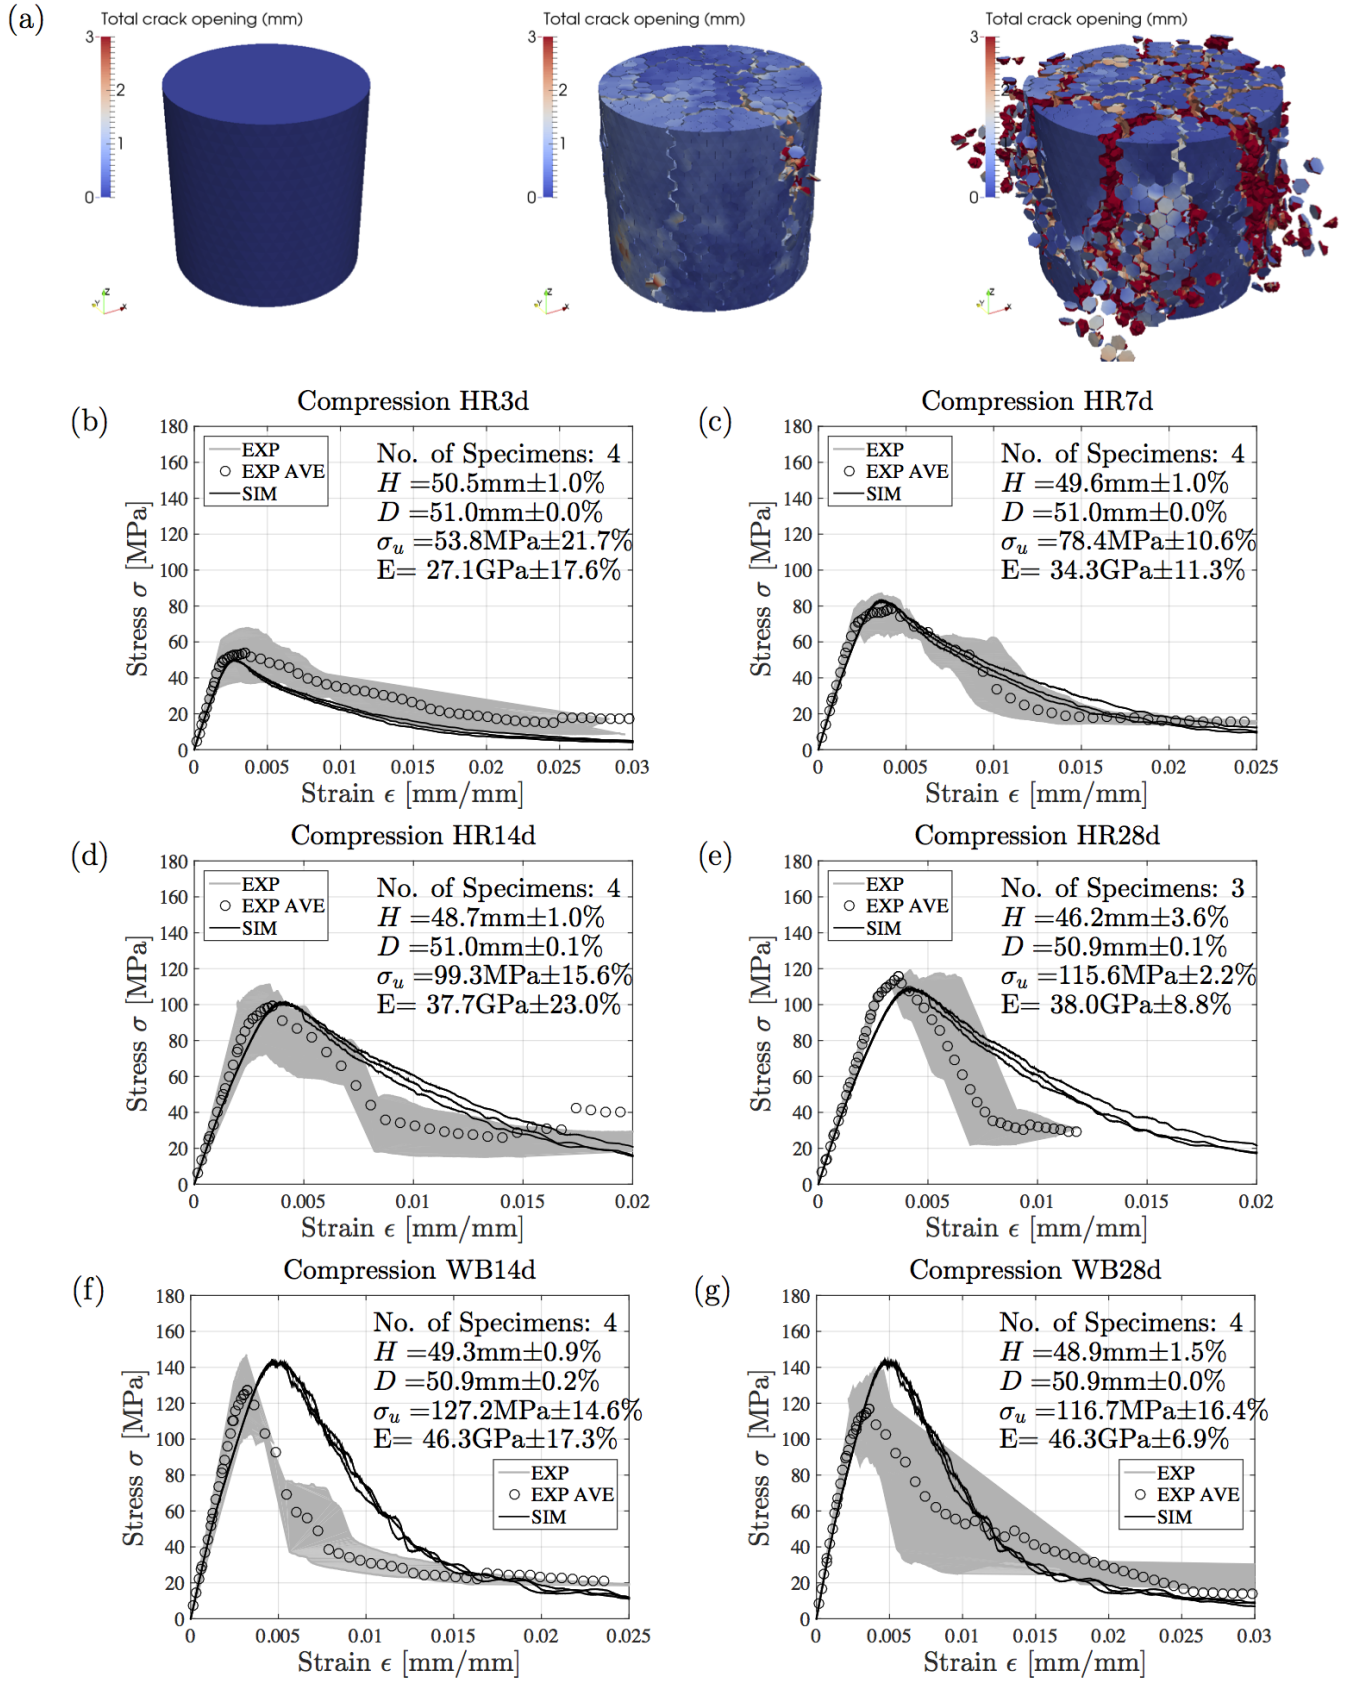 (a)
Total crack opening (mm)
3
2
1
0
Z
Y
X
Total crack opening (mm)
3
2
1
0
Z
Y
X
Total crack opening (mm)
3
2
1
0
Z
Y
X
(b)
Compression HR3d
EXP
EXP AVE
SIM
No. of Specimens: 4
H =50.5mm±1.0%
D =51.0mm±0.0%
σu =53.8MPa±21.7%
E= 27.1GPa±17.6%
180
160
140
120
100
80
60
40
20
0
Stress σ [MPa]
0 0.005 0.01 0.015 0.02 0.025 0.03
Strain ϵ [mm/mm]
(c)
Compression HR7d
EXP
EXP AVE
SIM
No. of Specimens: 4
H =49.6mm±1.0%
D =51.0mm±0.0%
σu =78.4MPa±10.6%
E= 34.3GPa±11.3%
180
160
140
120
100
80
60
40
20
0
Stress σ [MPa]
0 0.005 0.01 0.015 0.02 0.025
Strain ϵ [mm/mm]
(d)
Compression HR14d
EXP
EXP AVE
SIM
No. of Specimens: 4
H =48.7mm±1.0%
D =51.0mm±0.1%
σu =99.3MPa±15.6%
E= 37.7GPa±23.0%
180
160
140
120
100
80
60
40
20
0
Stress σ [MPa]
0 0.005 0.01 0.015 0.02
Strain ϵ [mm/mm]
(e)
Compression HR28d
EXP
EXP AVE
SIM
No. of Specimens: 3
H =46.2mm±3.6%
D =50.9mm±0.1%
σu =115.6MPa±2.2%
E= 38.0GPa±8.8%
180
160
140
120
100
80
60
40
20
0
Stress σ [MPa]
0 0.005 0.01 0.015 0.02
Strain ϵ [mm/mm]
(f)
Compression WB14d
No. of Specimens: 4
H =49.3mm±0.9%
D =50.9mm±0.2%
σu =127.2MPa±14.6%
E= 46.3GPa±17.3%
EXP
EXP AVE
SIM
180
160
140
120
100
80
60
40
20
0
Stress σ [MPa]
0 0.005 0.01 0.015 0.02 0.025
Strain ϵ [mm/mm]
(g)
Compression WB28d
No. of Specimens: 4
H =48.9mm±1.5%
D =50.9mm±0.0%
σu =116.7MPa±16.4%
E= 46.3GPa±6.9%
EXP
EXP AVE
SIM
180
160
140
120
100
80
60
40
20
0
Stress σ [MPa]
0 0.005 0.01 0.015 0.02 0.025 0.03
Strain ϵ [mm/mm]